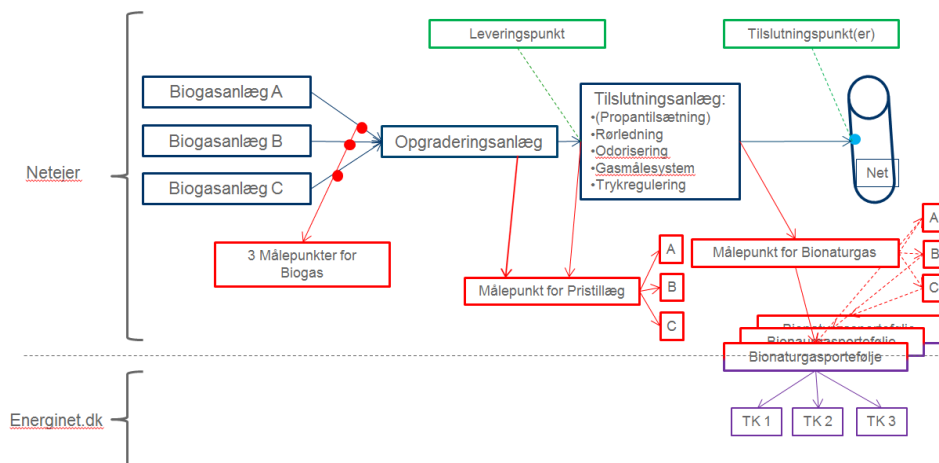 Leveringspunkt
Tilslutningspunkt(er)
Biogasanlæg A
Biogasanlæg B
Biogasanlæg C
Opgraderingsanlæg
Tilslutningsanlæg:
•(Propantilsætning)
•Rørledning
•Odorisering
•Gasmålesystem
•Trykregulering
Net
Netejer
3 Målepunkter for
Biogas
Målepunkt for Pristillæg
A
B
C
Målepunkt for Bionaturgas
A
B
C
Bionaturgasportefølje
Bionaturgasportefølje
Bionaturgasportefølje
Energinet.dk
TK 1
TK 2
TK 3